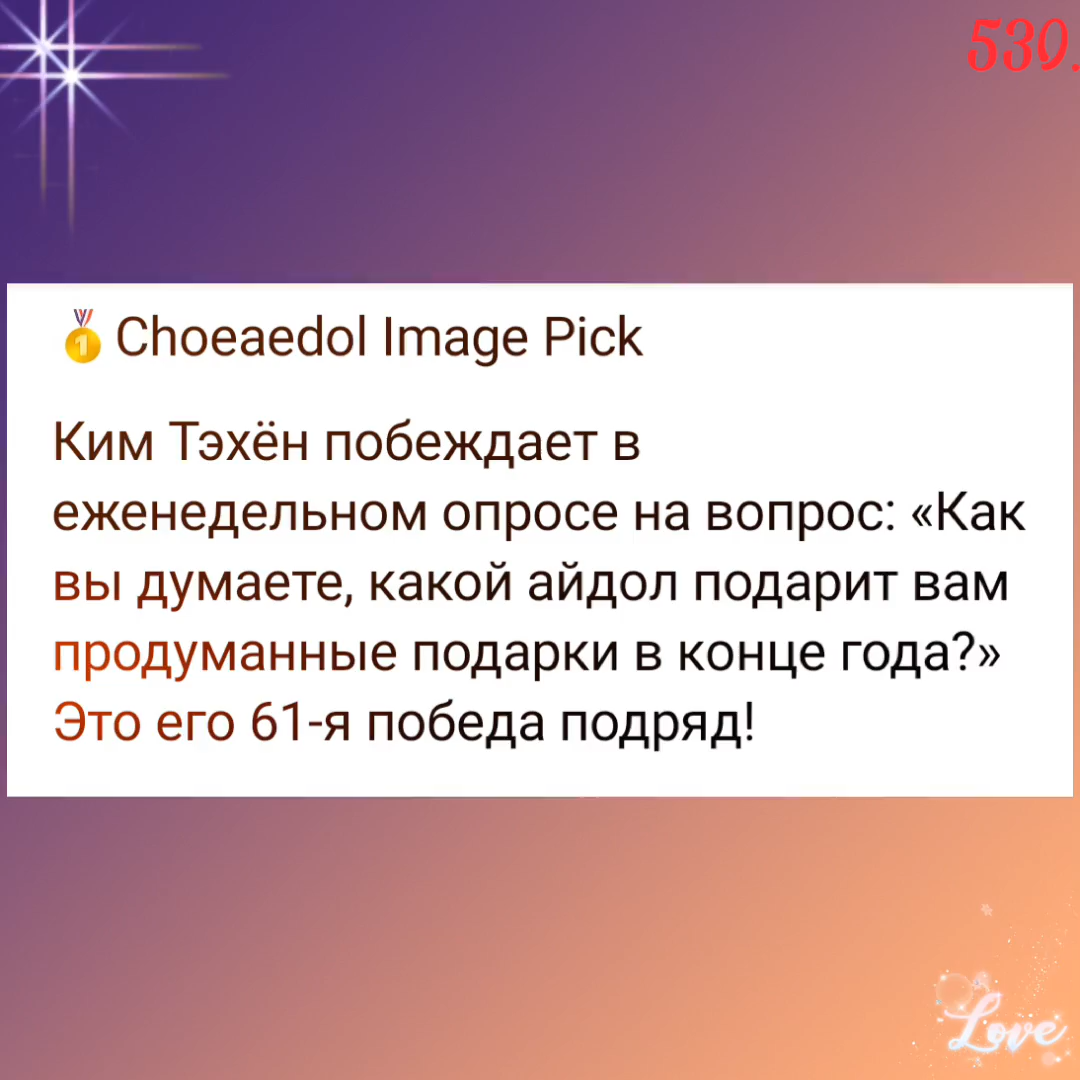 530.
🥇Choeaedol Image Pick
Ким Тэхён побеждает в
еженедельном опросе на вопрос: «Как
вы думаете, какой айдол подарит вам
продуманные подарки в конце года?»
Это его 61-я победа подряд!
Love